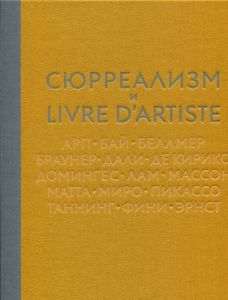 СЮРРЕАЛИЗМ
И
LIVRE D'ARTISTE
АРП · БАЙ · БЕЛЛМЕР
БРАУНЕР · ДАЛИ · ДЕ КИРИКО
ДОМИНГЕС · ЛАМ · МАССОН
МАТТА · МИРО · ПИКАССО
ТАННИНГ · ФИНИ · ЭРНСТ